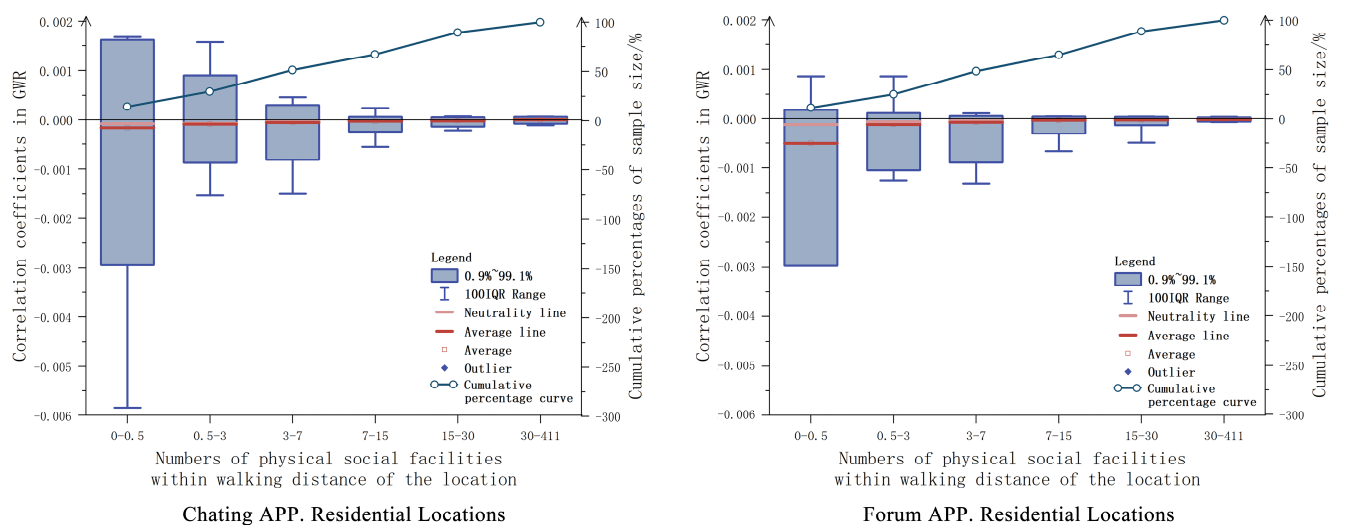 Correlation coefficients in GWR
0.002
0.001
0.000
-0.001
-0.002
-0.003
-0.004
-0.005
-0.006
100
50
0
-50
-100
-150
-200
-250
-300
Cumulative percentages of sample size/%
Legend
0.9%~99.1%
100IQR Range
Neutrality line
Average line
Average
Outlier
Cumulative
percentage curve
0-0.5 0.5-3 3-7 7-15 15-30 30-411
Numbers of physical social facilities
within walking distance of the location
Chating APP. Residential Locations
Correlation coefficients in GWR
0.002
0.001
0.000
-0.001
-0.002
-0.003
-0.004
-0.005
-0.006
100
50
0
-50
-100
-150
-200
-250
-300
Cumulative percentages of sample size/%
Legend
0.9%~99.1%
100IQR Range
Neutrality line
Average line
Average
Outlier
Cumulative
percentage curve
0-0.5 0.5-3 3-7 7-15 15-30 30-411
Numbers of physical social facilities
within walking distance of the location
Forum APP. Residential Locations